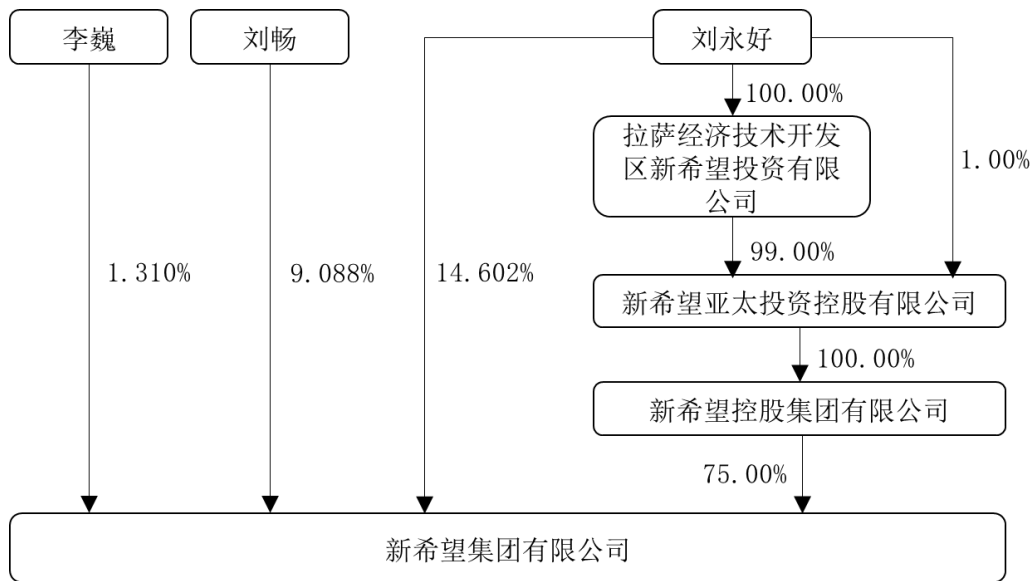 李巍
刘畅
刘永好
100.00%
拉萨经济技术开发
区新希望投资有限
公司
1.00%
99.00%
1.310%
9.088%
14.602%
新希望亚太投资控股有限公司
100.00%
新希望控股集团有限公司
75.00%
新希望集团有限公司